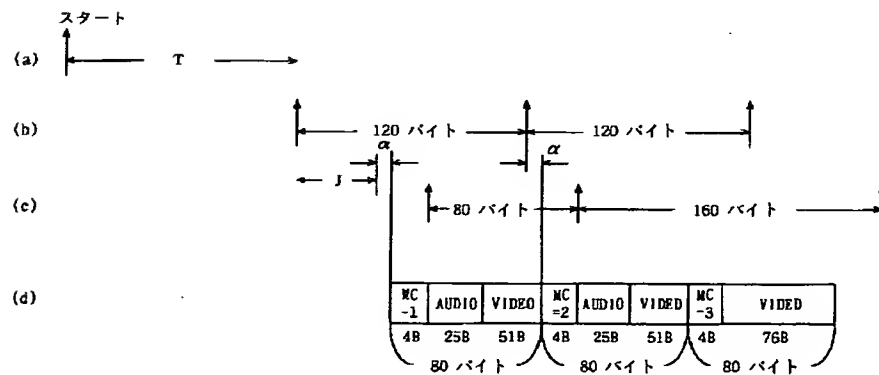 スタート
(a)
T
(b)
120 バイト
120 バイト
α
α
J
(c)
80 バイト
160 バイト
(d)
MC
-1
AUDIO
VIDEO
MC
=2
AUDIO
VIDED
MC
-3
VIDED
4B
25B
51B
4B
25B
51B
4B
76B
80 バイト
80 バイト
80 バイト